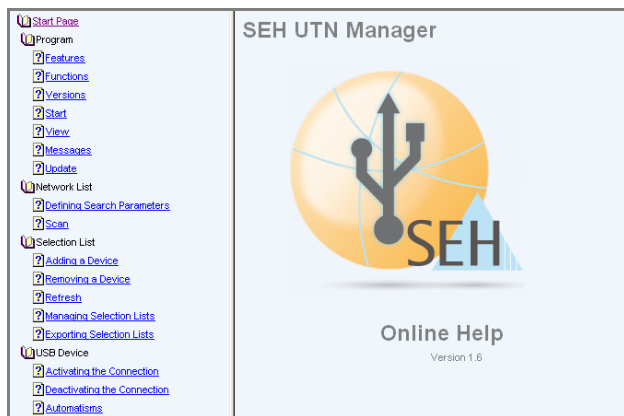 Start Page
Program
Features
Functions
Versions
Start
View
Messages
Update
Network List
Defining Search Parameters
Scan
Selection List
Adding a Device
Removing a Device
Refresh
Managing Selection Lists
Exporting Selection Lists
USB Device
Activating the Connection
Deactivating the Connection
Automatisms
SEH UTN Manager
SEH
Online Help
Version 1.6